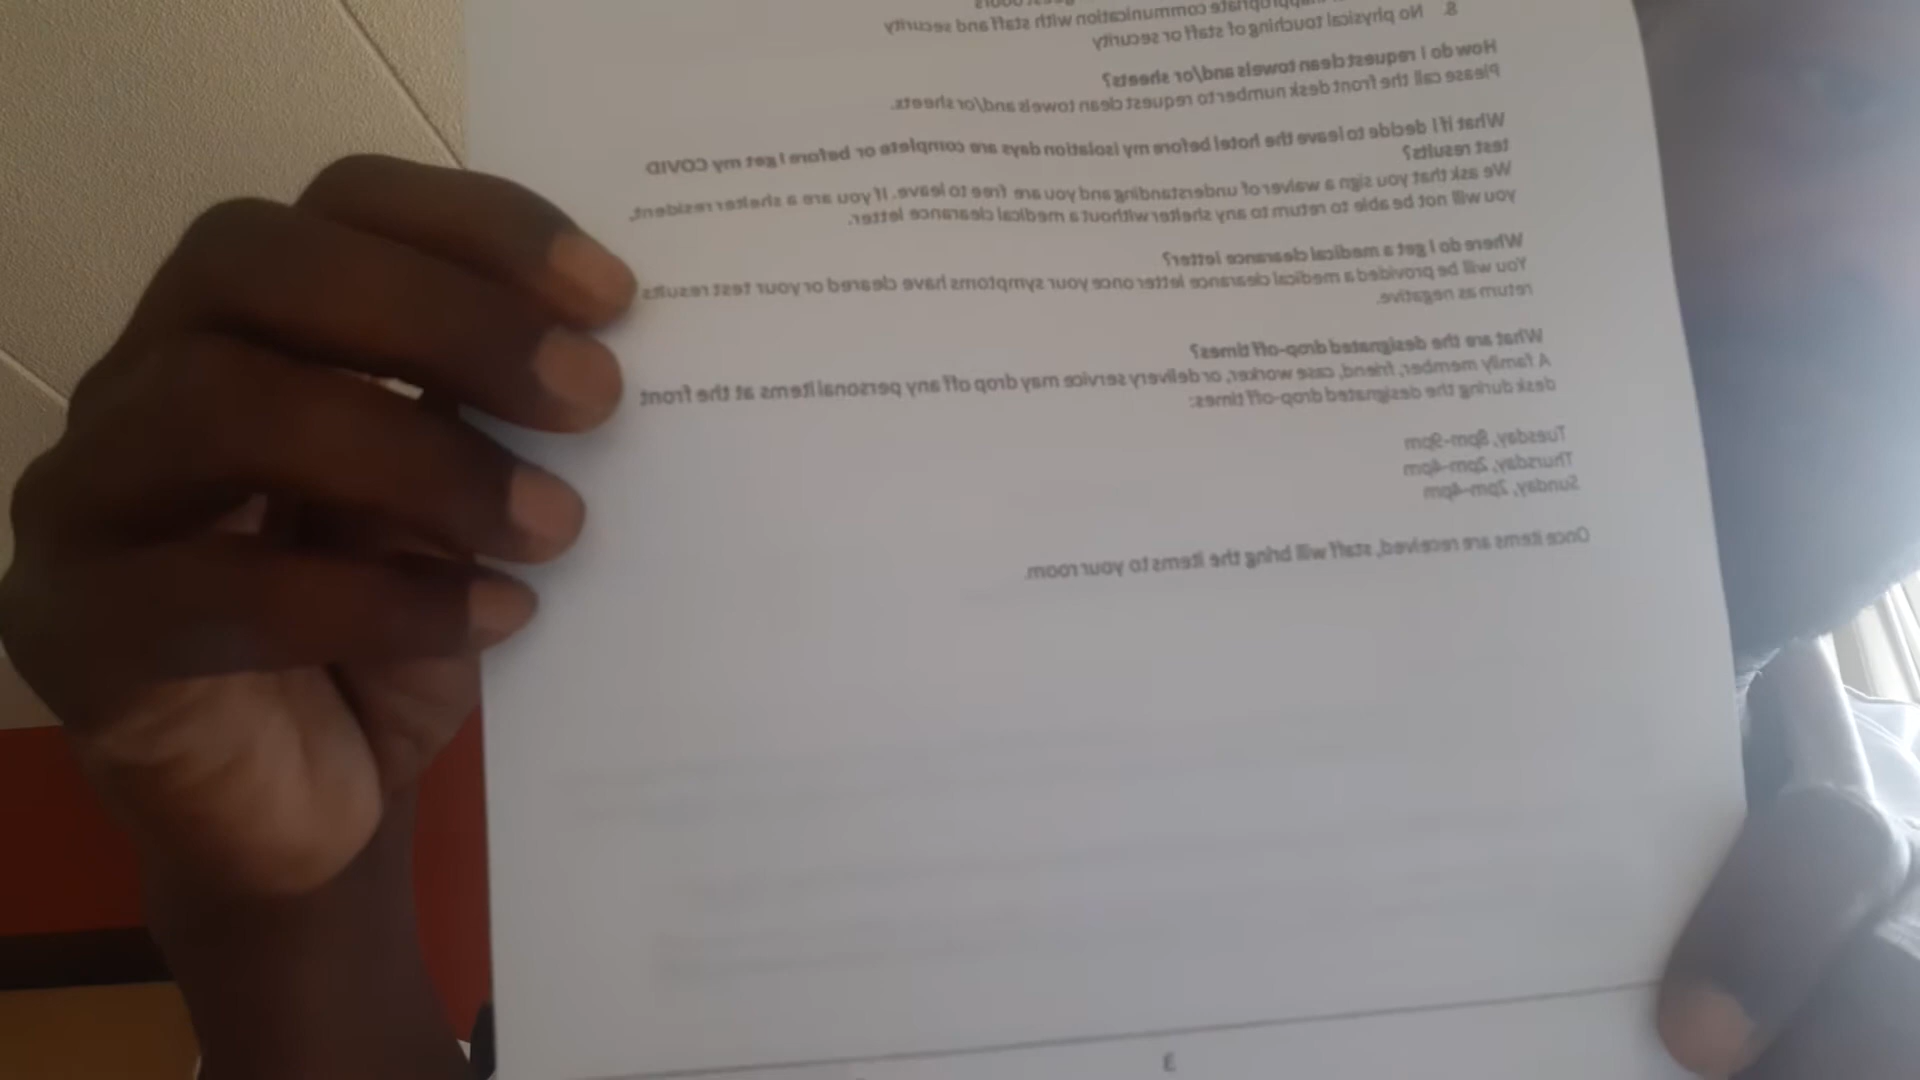 appropriate communication with staff and security
8. No physical touching of staff or security
How do I request clean towels and/or sheets?
Please call the front desk number to request clean towels and/or sheets.
What if I decide to leave the hotel before my isolation days are complete or before I get my COVID
test results?
We ask that you sign a waiver of understanding and you are free to leave. If you are a shelter resident,
you will not be able to return to any shelter without a medical clearance letter.
Where do I get a medical clearance letter?
You will be provided a medical clearance letter once your symptoms have cleared or your test results
return as negative.
What are the designated drop-off times?
A family member, friend, case worker, or delivery service may drop off any personal items at the front
desk during the designated drop-off times:
Tuesday, 8pm-9pm
Thursday, 2pm-4pm
Sunday, 2pm-4pm
Once items are received, staff will bring the items to your room.
3